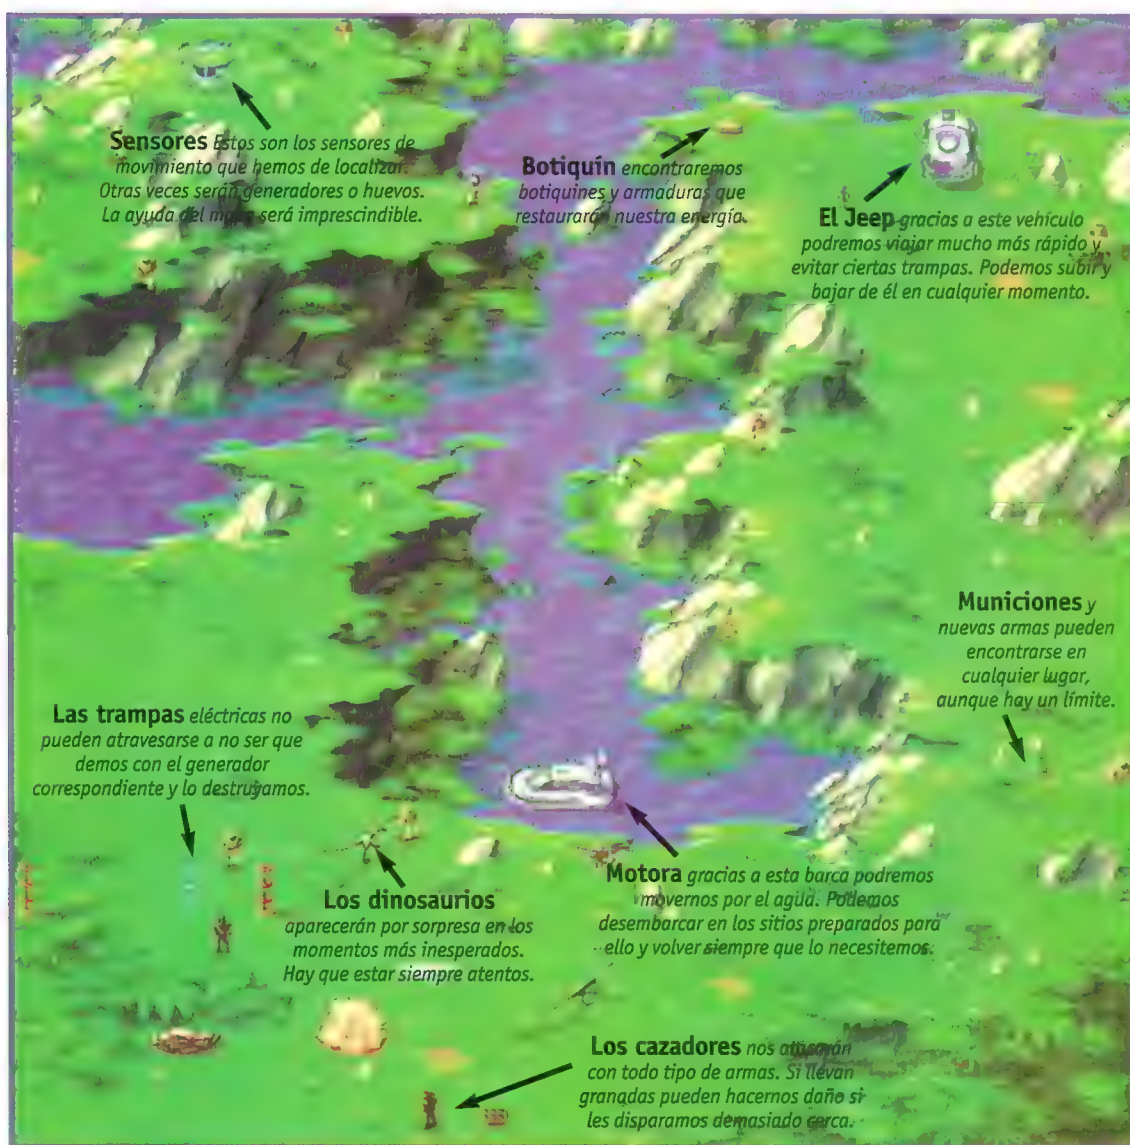 Sensores Estos son los sensores de
movimiento que hemos de localizar.
Otras veces serán generadores o huevos.
La ayuda del mapa será imprescindible.
Botiquín encontraremos
botiquines y armaduras que
restaurarán nuestra energía.
El Jeep gracias a este vehículo
podremos viajar mucho más rápido y
evitar ciertas trampas. Podemos subir y
bajar de él en cualquier momento.
Municiones y
nuevas armas pueden
encontrarse en
cualquier lugar,
aunque hay un límite.
Las trampas eléctricas no
pueden atravesarse a no ser que
demos con el generador
correspondiente y lo destruyamos.
Los dinosaurios
aparecerán por sorpresa en los
momentos más inesperados.
Hay que estar siempre atentos.
Motora gracias a esta barca podremos
movernos por el agua. Podemos
desembarcar en los sitios preparados para
ello y volver siempre que lo necesitemos.
Los cazadores nos atacarán
con todo tipo de armas. Si llevan
granadas pueden hacernos daño si
les disparamos demasiado cerca.